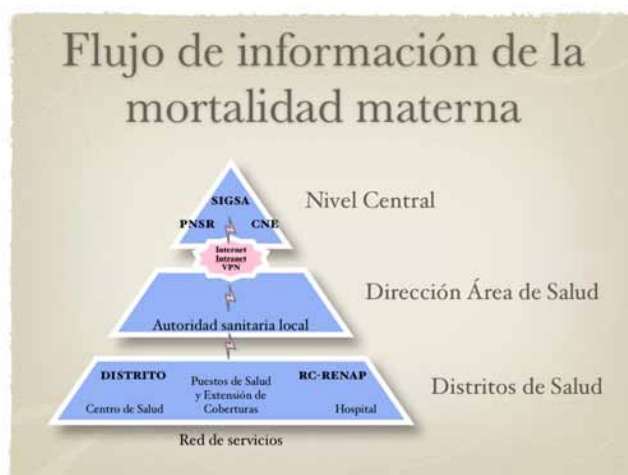 Flujo de información de la
mortalidad materna
SIGSA
PNSR CNE
Nivel Central
Internet
Intranet
VPN
Dirección Área de Salud
Autoridad sanitaria local
DISTRITO
Puestos de Salud
y Extensión de
Coberturas
RC-RENAP
Distritos de Salud
Centro de Salud
Hospital
Red de servicios